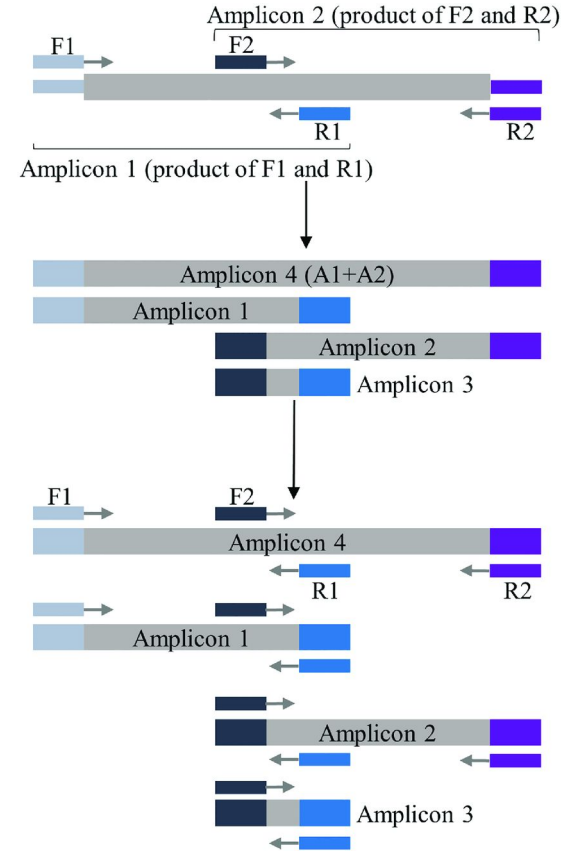 Amplicon 2 (product of F2 and R2)
F1
F2
R1
R2
Amplicon 1 (product of F1 and R1)
Amplicon 4 (A1+A2)
Amplicon 1
Amplicon 2
Amplicon 3
F1
F2
Amplicon 4
R1
R2
Amplicon 1
Amplicon 2
Amplicon 3